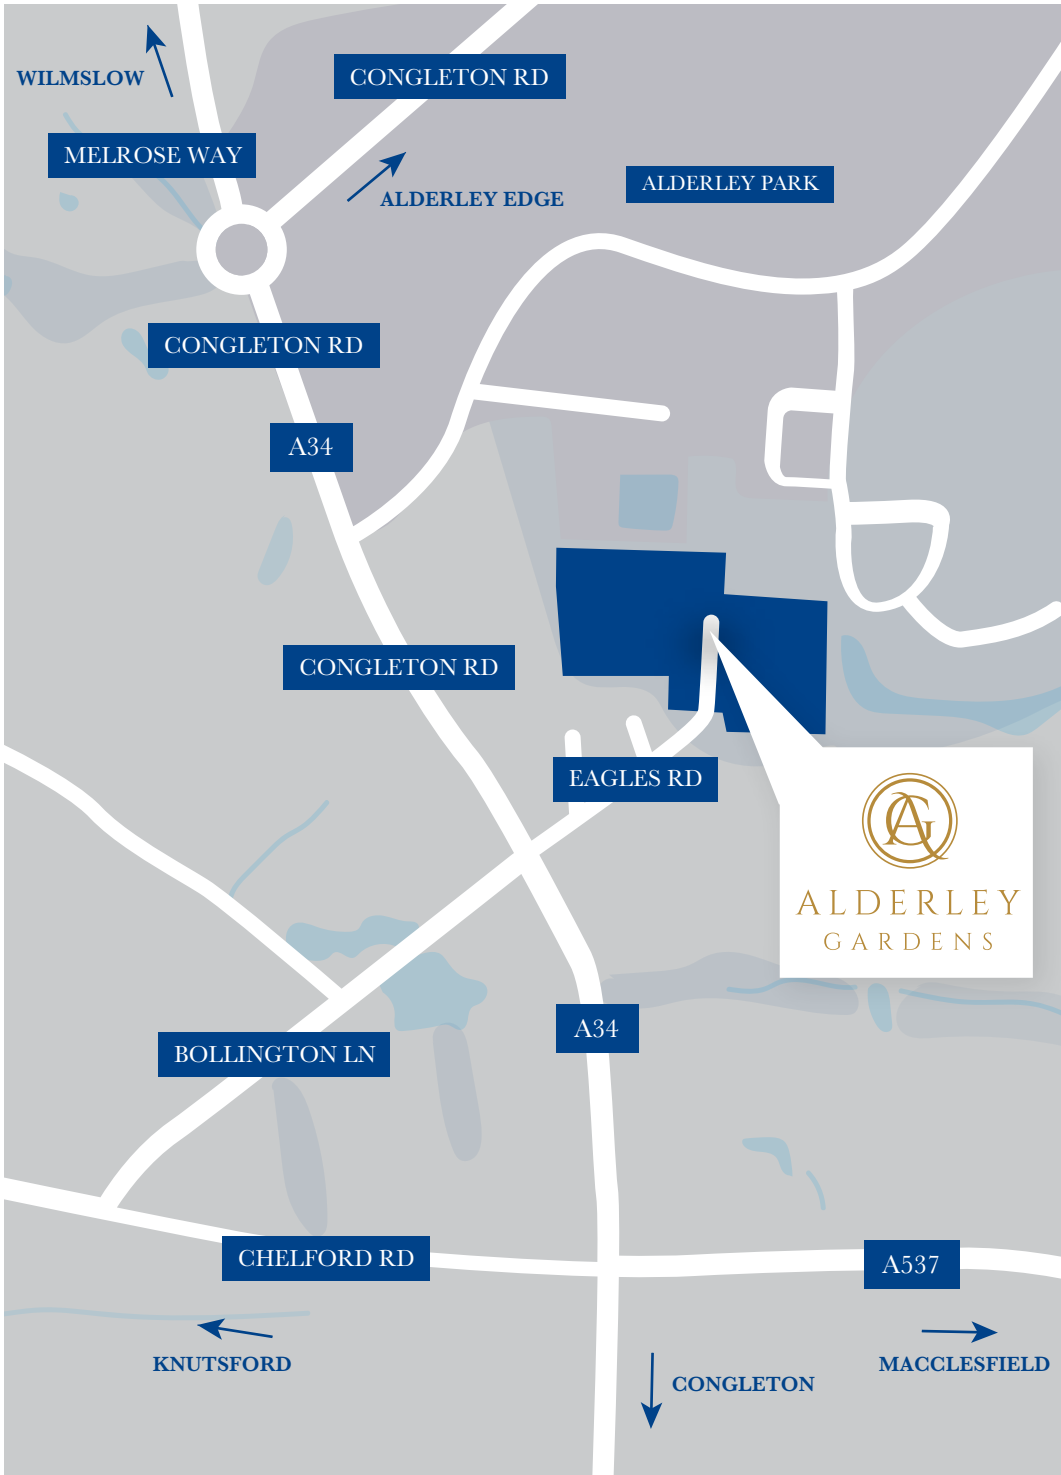 WILMSLOW
CONGLETON RD
MELROSE WAY
ALDERLEY PARK
ALDERLEY EDGE
CONGLETON RD
A34
CONGLETON RD
EAGLES RD
AG
ALDERLEY
GARDENS
A34
BOLLINGTON LN
CHELFORD RD
A537
KNUTSFORD
MACCLESFIELD
CONGLETON